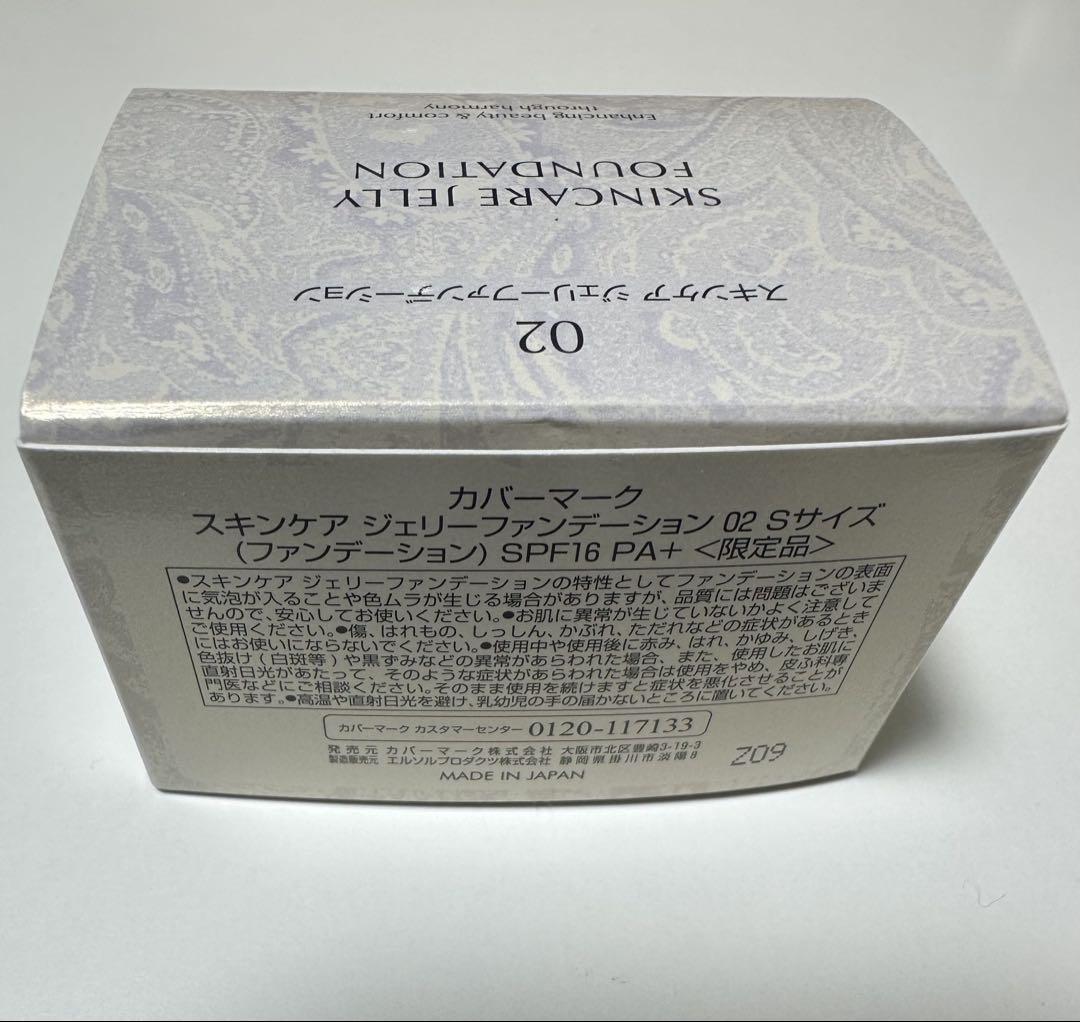 Enhancing beauty & comfort
through harmony
SKINCARE JELLY
FOUNDATION
スキンケア ジェリーファンデーション
02
カバーマーク
スキンケア ジェリーファンデーション 02 Sサイズ
(ファンデーション) SPF16 PA+ <限定品>
●スキンケア ジェリーファンデーションの特性としてファンデーションの表面
に気泡が入ることや色ムラが生じる場合がありますが、品質には問題はございま
せんので、安心してお使いください。●お肌に異常が生じていないかよく注意して
ご使用ください。●傷、はれもの、しっしん、かぶれ、ただれなどの症状があるとき
にはお使いにならないでください。●使用中や使用後に赤み、はれ、かゆみ、しげき、
色抜け(白斑等)や黒ずみなどの異常があらわれた場合、また、使用したお肌に
直射日光があたって、そのような症状があらわれた場合は使用をやめ、皮ふ科専
門医などにご相談ください。そのまま使用を続けますと症状を悪化させることが
あります。●高温や直射日光を避け、乳幼児の手の届かないところに置いてください。
カバーマーク カスタマーセンター 0120-117133
発売元 カバーマーク株式会社 大阪市北区豊崎3-19-3
製造販売元 エルソルプロダクツ株式会社 静岡県掛川市淡陽8
MADE IN JAPAN
Z09